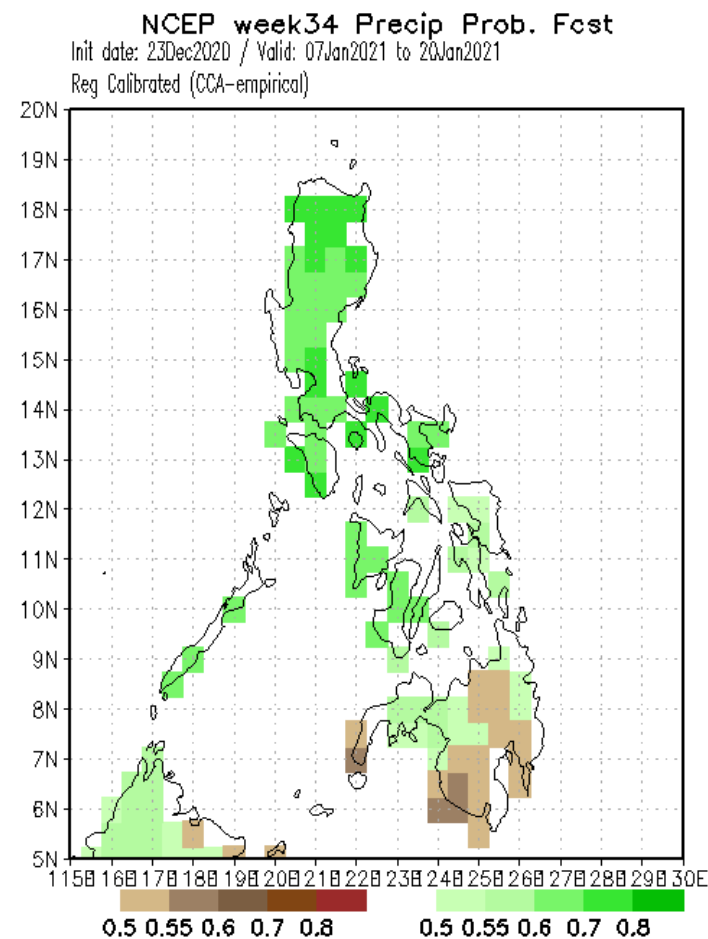 NCEP week34 Precip Prob. Fcst
Init date: 23Dec2020 / Valid: 07Jan2021 to 20Jan2021
Reg Calibrated (CCA-empirical)
20N
19N
18N
17N
16N
15N
14N
13N
12N
11N
10N
9N
8N
7N
6N
5N
115E 116E 117E 118E 119E 120E 121E 122E 123E 124E 125E 126E 127E 128E 129E 130E
0.5 0.55 0.6 0.7 0.8 0.5 0.55 0.6 0.7 0.8